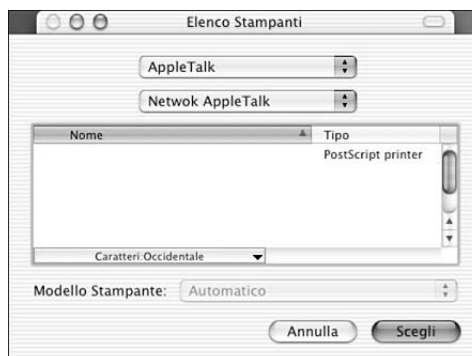 Elenco Stampanti
AppleTalk
Netwok AppleTalk
Nome Tipo
PostScript printer
Caratteri:Occidentale
Modello Stampante: Automatico
Annulla Scegli